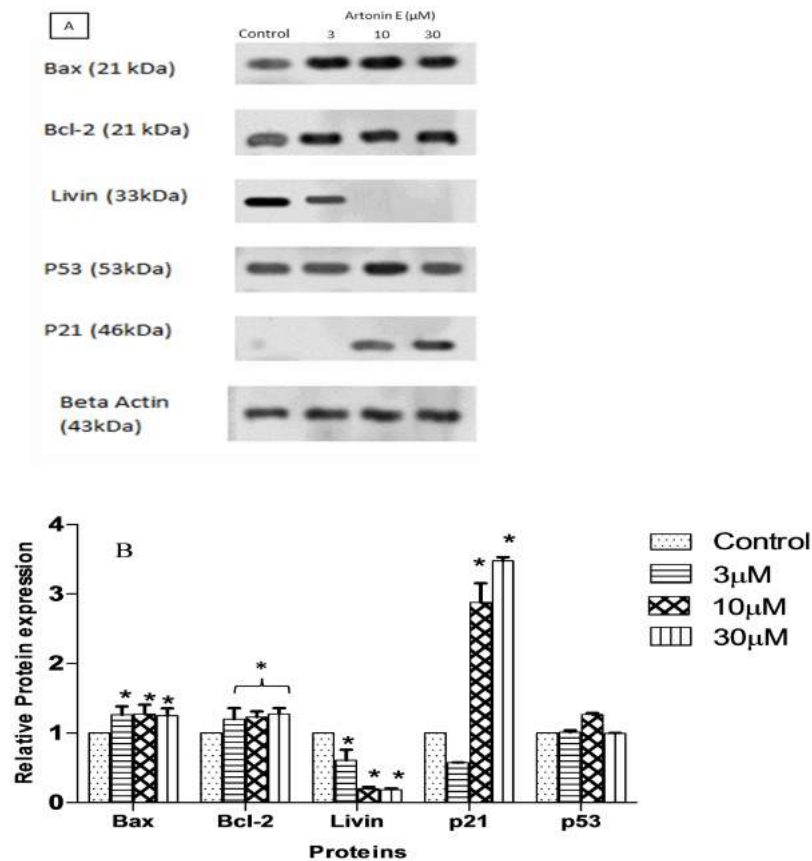 A
Artonin E (μM)
Control 3 10 30
Bax (21 kDa)
Bcl-2 (21 kDa)
Livin (33kDa)
P53 (53kDa)
P21 (46kDa)
Beta Actin
(43kDa)
B
Relative Protein expression
4
3
2
1
0
* * *
*
* * *
* *
Bax Bcl-2 Livin p21 p53
Proteins
Control
3μM
10μM
30μM